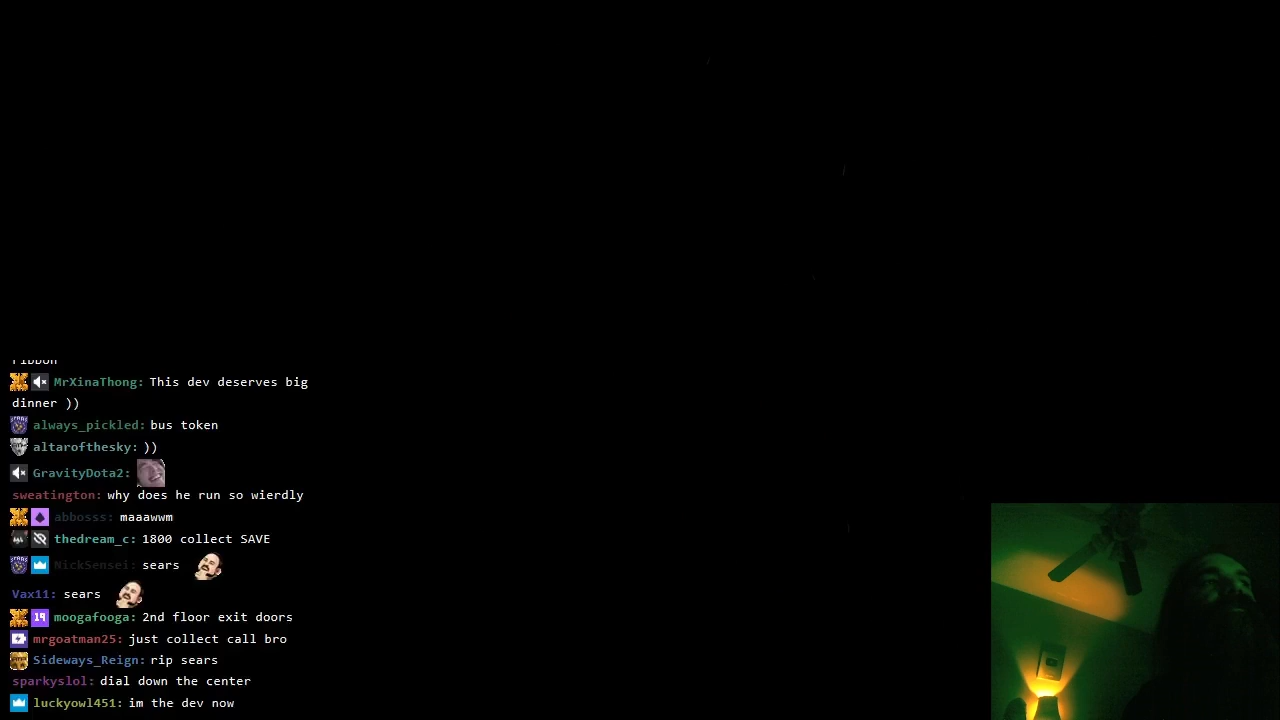 ribbon
MrXinaThong: This dev deserves big
dinner ))
always_pickled: bus token
altarofthesky: ))
GravityDota2:
sweatington: why does he run so wierdly
abbosss: maaawwm
thedream_c: 1800 collect SAVE
NickSensei: sears
Vax11: sears
19 moogafooga: 2nd floor exit doors
mrgoatman25: just collect call bro
Sideways_Reign: rip sears
sparkyslol: dial down the center
luckyowl451: im the dev now